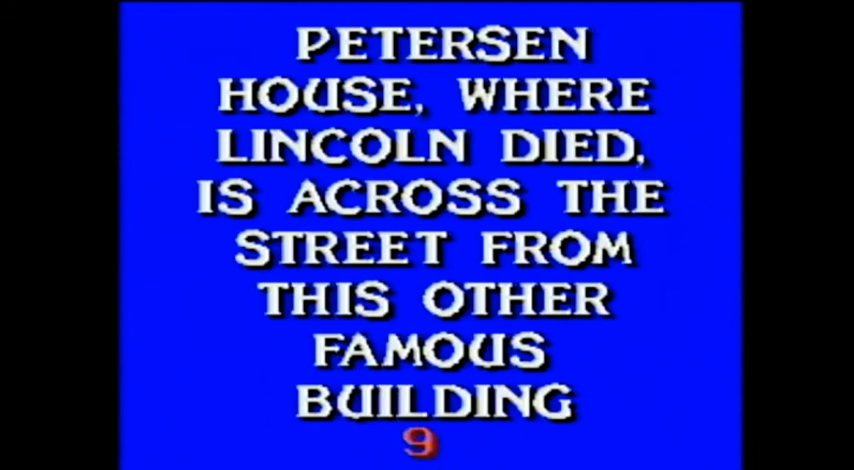 PETERSEN
HOUSE, WHERE
LINCOLN DIED,
IS ACROSS THE
STREET FROM
THIS OTHER
FAMOUS
BUILDING
9